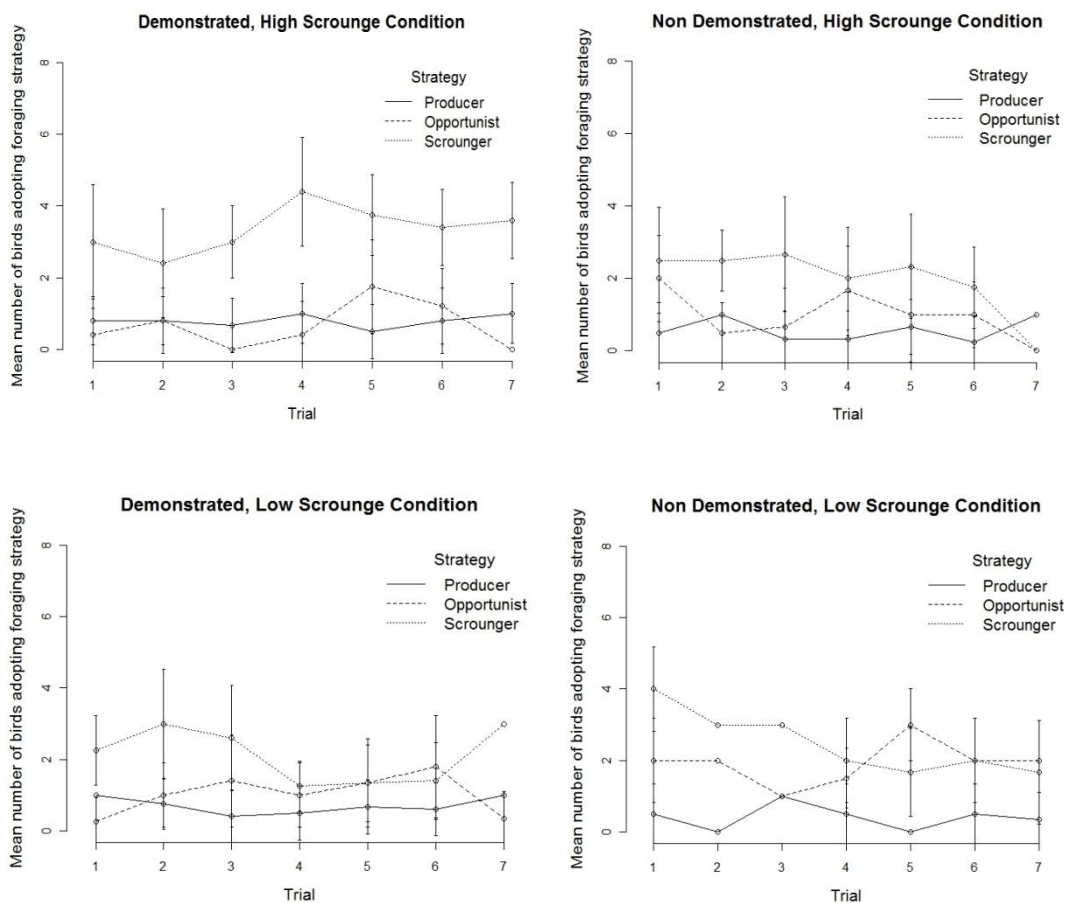 Demonstrated, High Scrounge Condition
Mean number of birds adopting foraging strategy
8
6
4
2
0
Strategy
Producer
Opportunist
Scrounger
1 2 3 4 5 6 7
Trial
Non Demonstrated, High Scrounge Condition
Mean number of birds adopting foraging strategy
8
6
4
2
0
Strategy
Producer
Opportunist
Scrounger
1 2 3 4 5 6 7
Trial
Demonstrated, Low Scrounge Condition
Mean number of birds adopting foraging strategy
8
6
4
2
0
Strategy
Producer
Opportunist
Scrounger
1 2 3 4 5 6 7
Trial
Non Demonstrated, Low Scrounge Condition
Mean number of birds adopting foraging strategy
8
6
4
2
0
Strategy
Producer
Opportunist
Scrounger
1 2 3 4 5 6 7
Trial